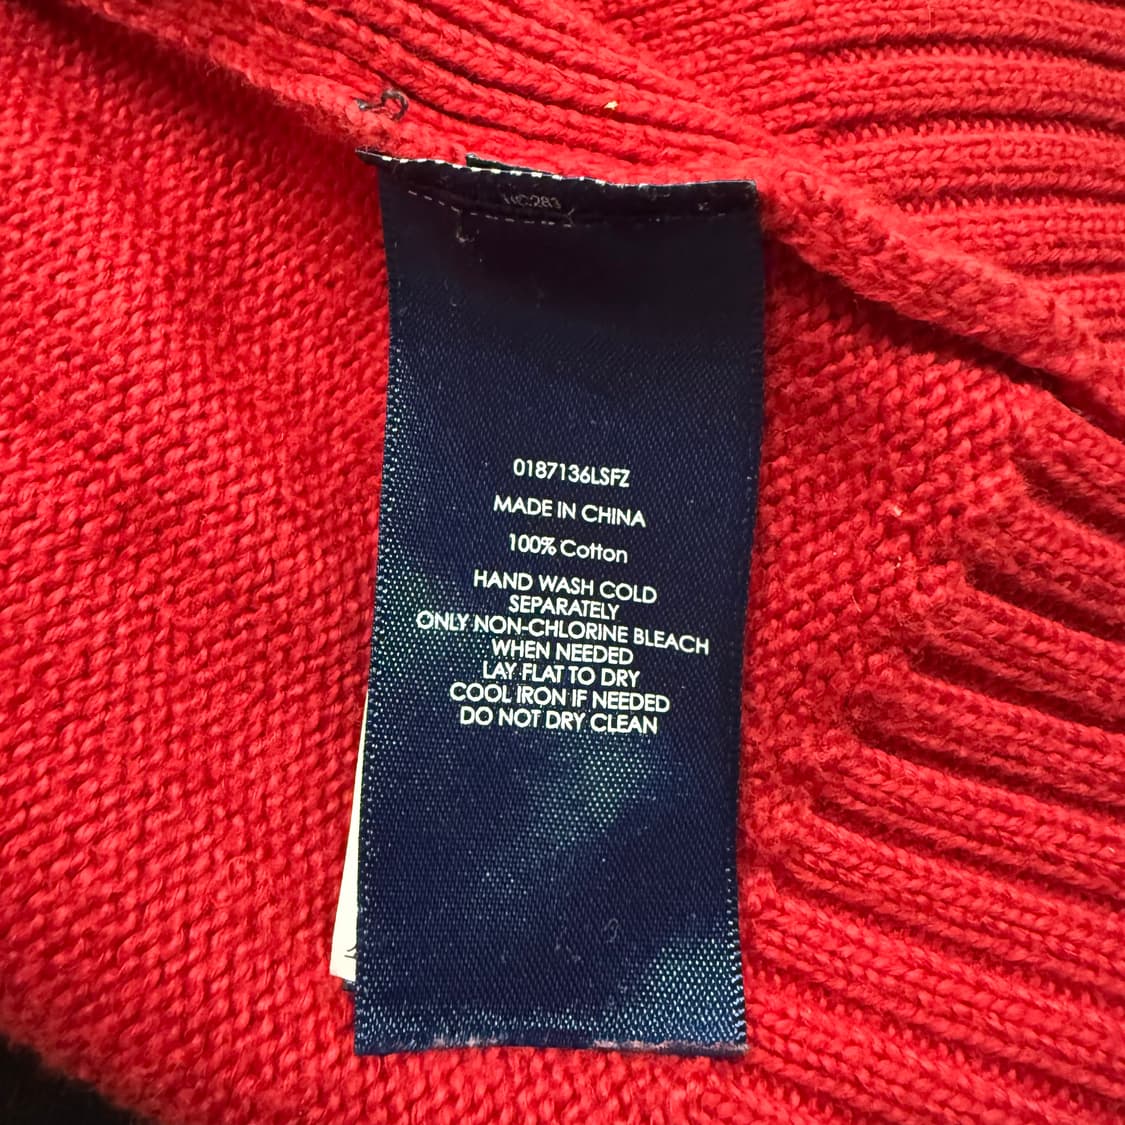 0187136LSFZ
MADE IN CHINA
100% Cotton
HAND WASH COLD
SEPARATELY
ONLY NON-CHLORINE BLEACH
WHEN NEEDED
LAY FLAT TO DRY
COOL IRON IF NEEDED
DO NOT DRY CLEAN